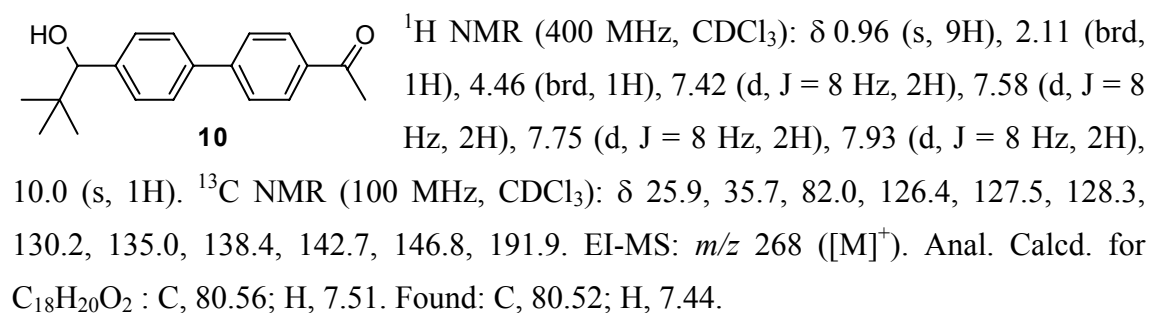 HO
O
10
¹H NMR (400 MHz, CDCl₃): δ 0.96 (s, 9H), 2.11 (brd,
1H), 4.46 (brd, 1H), 7.42 (d, J = 8 Hz, 2H), 7.58 (d, J = 8
Hz, 2H), 7.75 (d, J = 8 Hz, 2H), 7.93 (d, J = 8 Hz, 2H),
10.0 (s, 1H). ¹³C NMR (100 MHz, CDCl₃): δ 25.9, 35.7, 82.0, 126.4, 127.5, 128.3,
130.2, 135.0, 138.4, 142.7, 146.8, 191.9. EI-MS: m/z 268 ([M]⁺). Anal. Calcd. for
C₁₈H₂₀O₂ : C, 80.56; H, 7.51. Found: C, 80.52; H, 7.44.